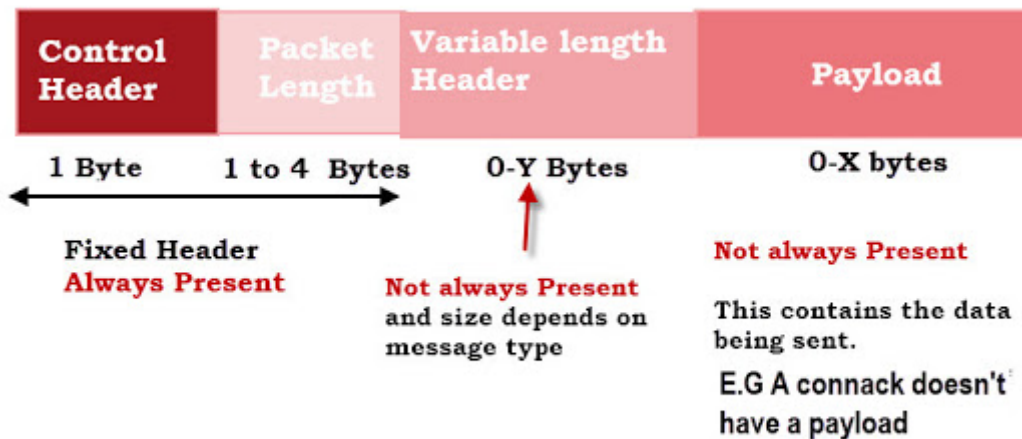 Control
Header
Packet
Length
Variable length
Header
Payload
1 Byte
1 to 4 Bytes
0-Y Bytes
0-X bytes
Fixed Header
Always Present
Not always Present
and size depends on
message type
Not always Present
This contains the data
being sent.
E.G A connack doesn't
have a payload